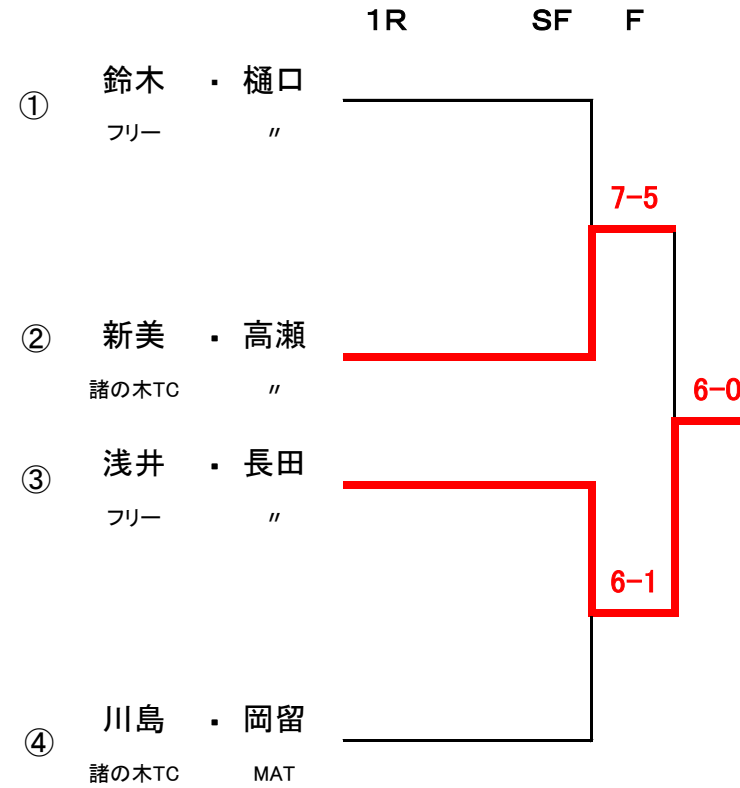 1R SF F
① 鈴木 ・ 樋口
フリー 〃
7-5
② 新美 ・ 高瀬
諸の木TC 〃
6-0
③ 浅井 ・ 長田
フリー 〃
6-1
④ 川島 ・ 岡留
諸の木TC MAT